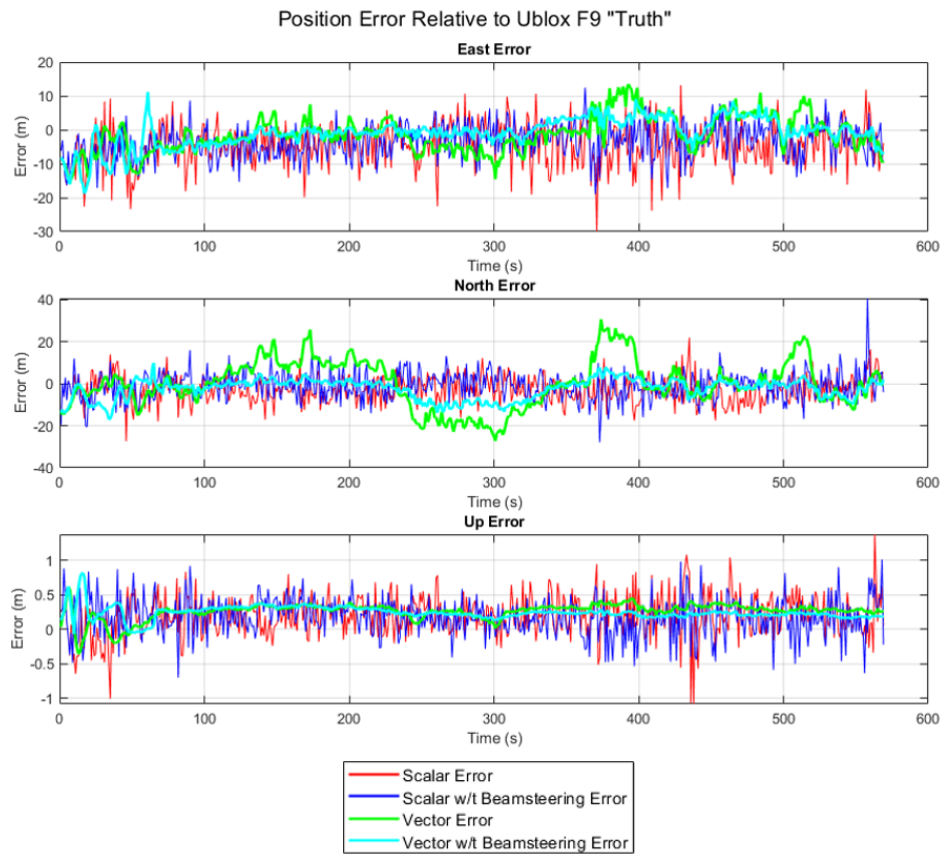 Position Error Relative to Ublox F9 "Truth"
East Error
20
10
0
-10
-20
-30
Error (m)
0 100 200 300 400 500 600
Time (s)
North Error
40
20
0
-20
-40
Error (m)
0 100 200 300 400 500 600
Time (s)
Up Error
1
0.5
0
-0.5
-1
Error (m)
0 100 200 300 400 500 600
Time (s)
Scalar Error
Scalar w/t Beamsteering Error
Vector Error
Vector w/t Beamsteering Error